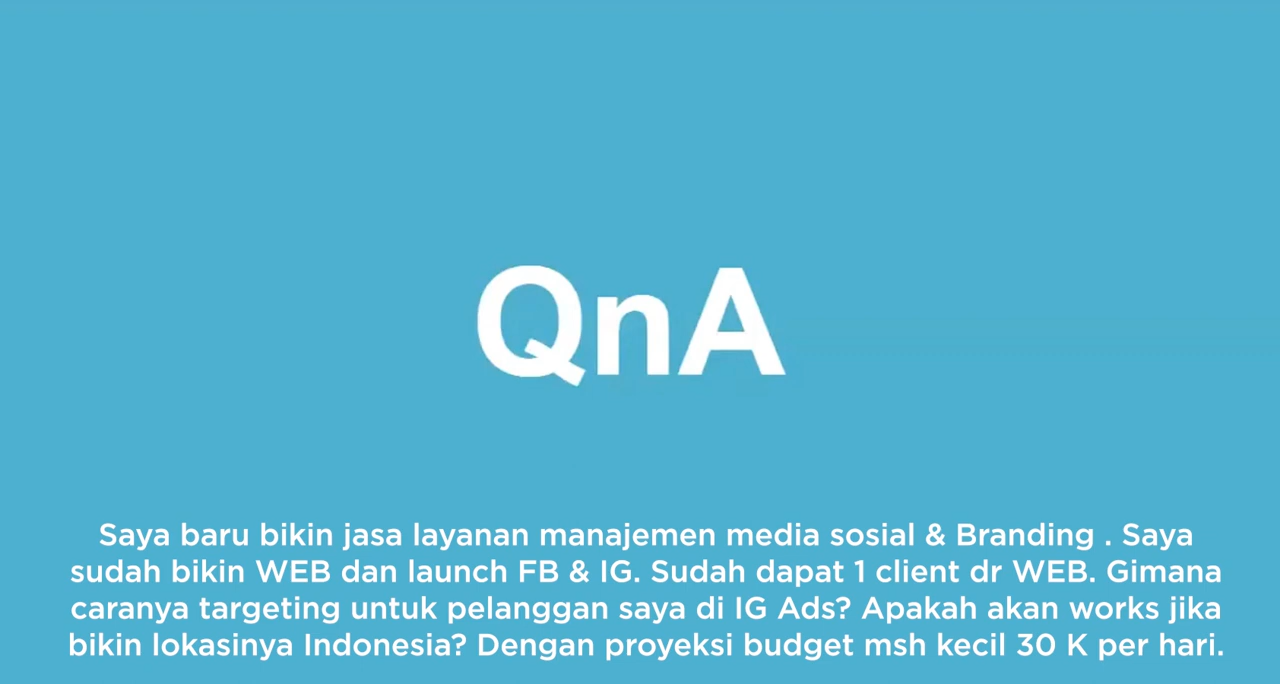 QnA
Saya baru bikin jasa layanan manajemen media sosial & Branding . Saya
sudah bikin WEB dan launch FB & IG. Sudah dapat 1 client dr WEB. Gimana
caranya targeting untuk pelanggan saya di IG Ads? Apakah akan works jika
bikin lokasinya Indonesia? Dengan proyeksi budget msh kecil 30 K per hari.